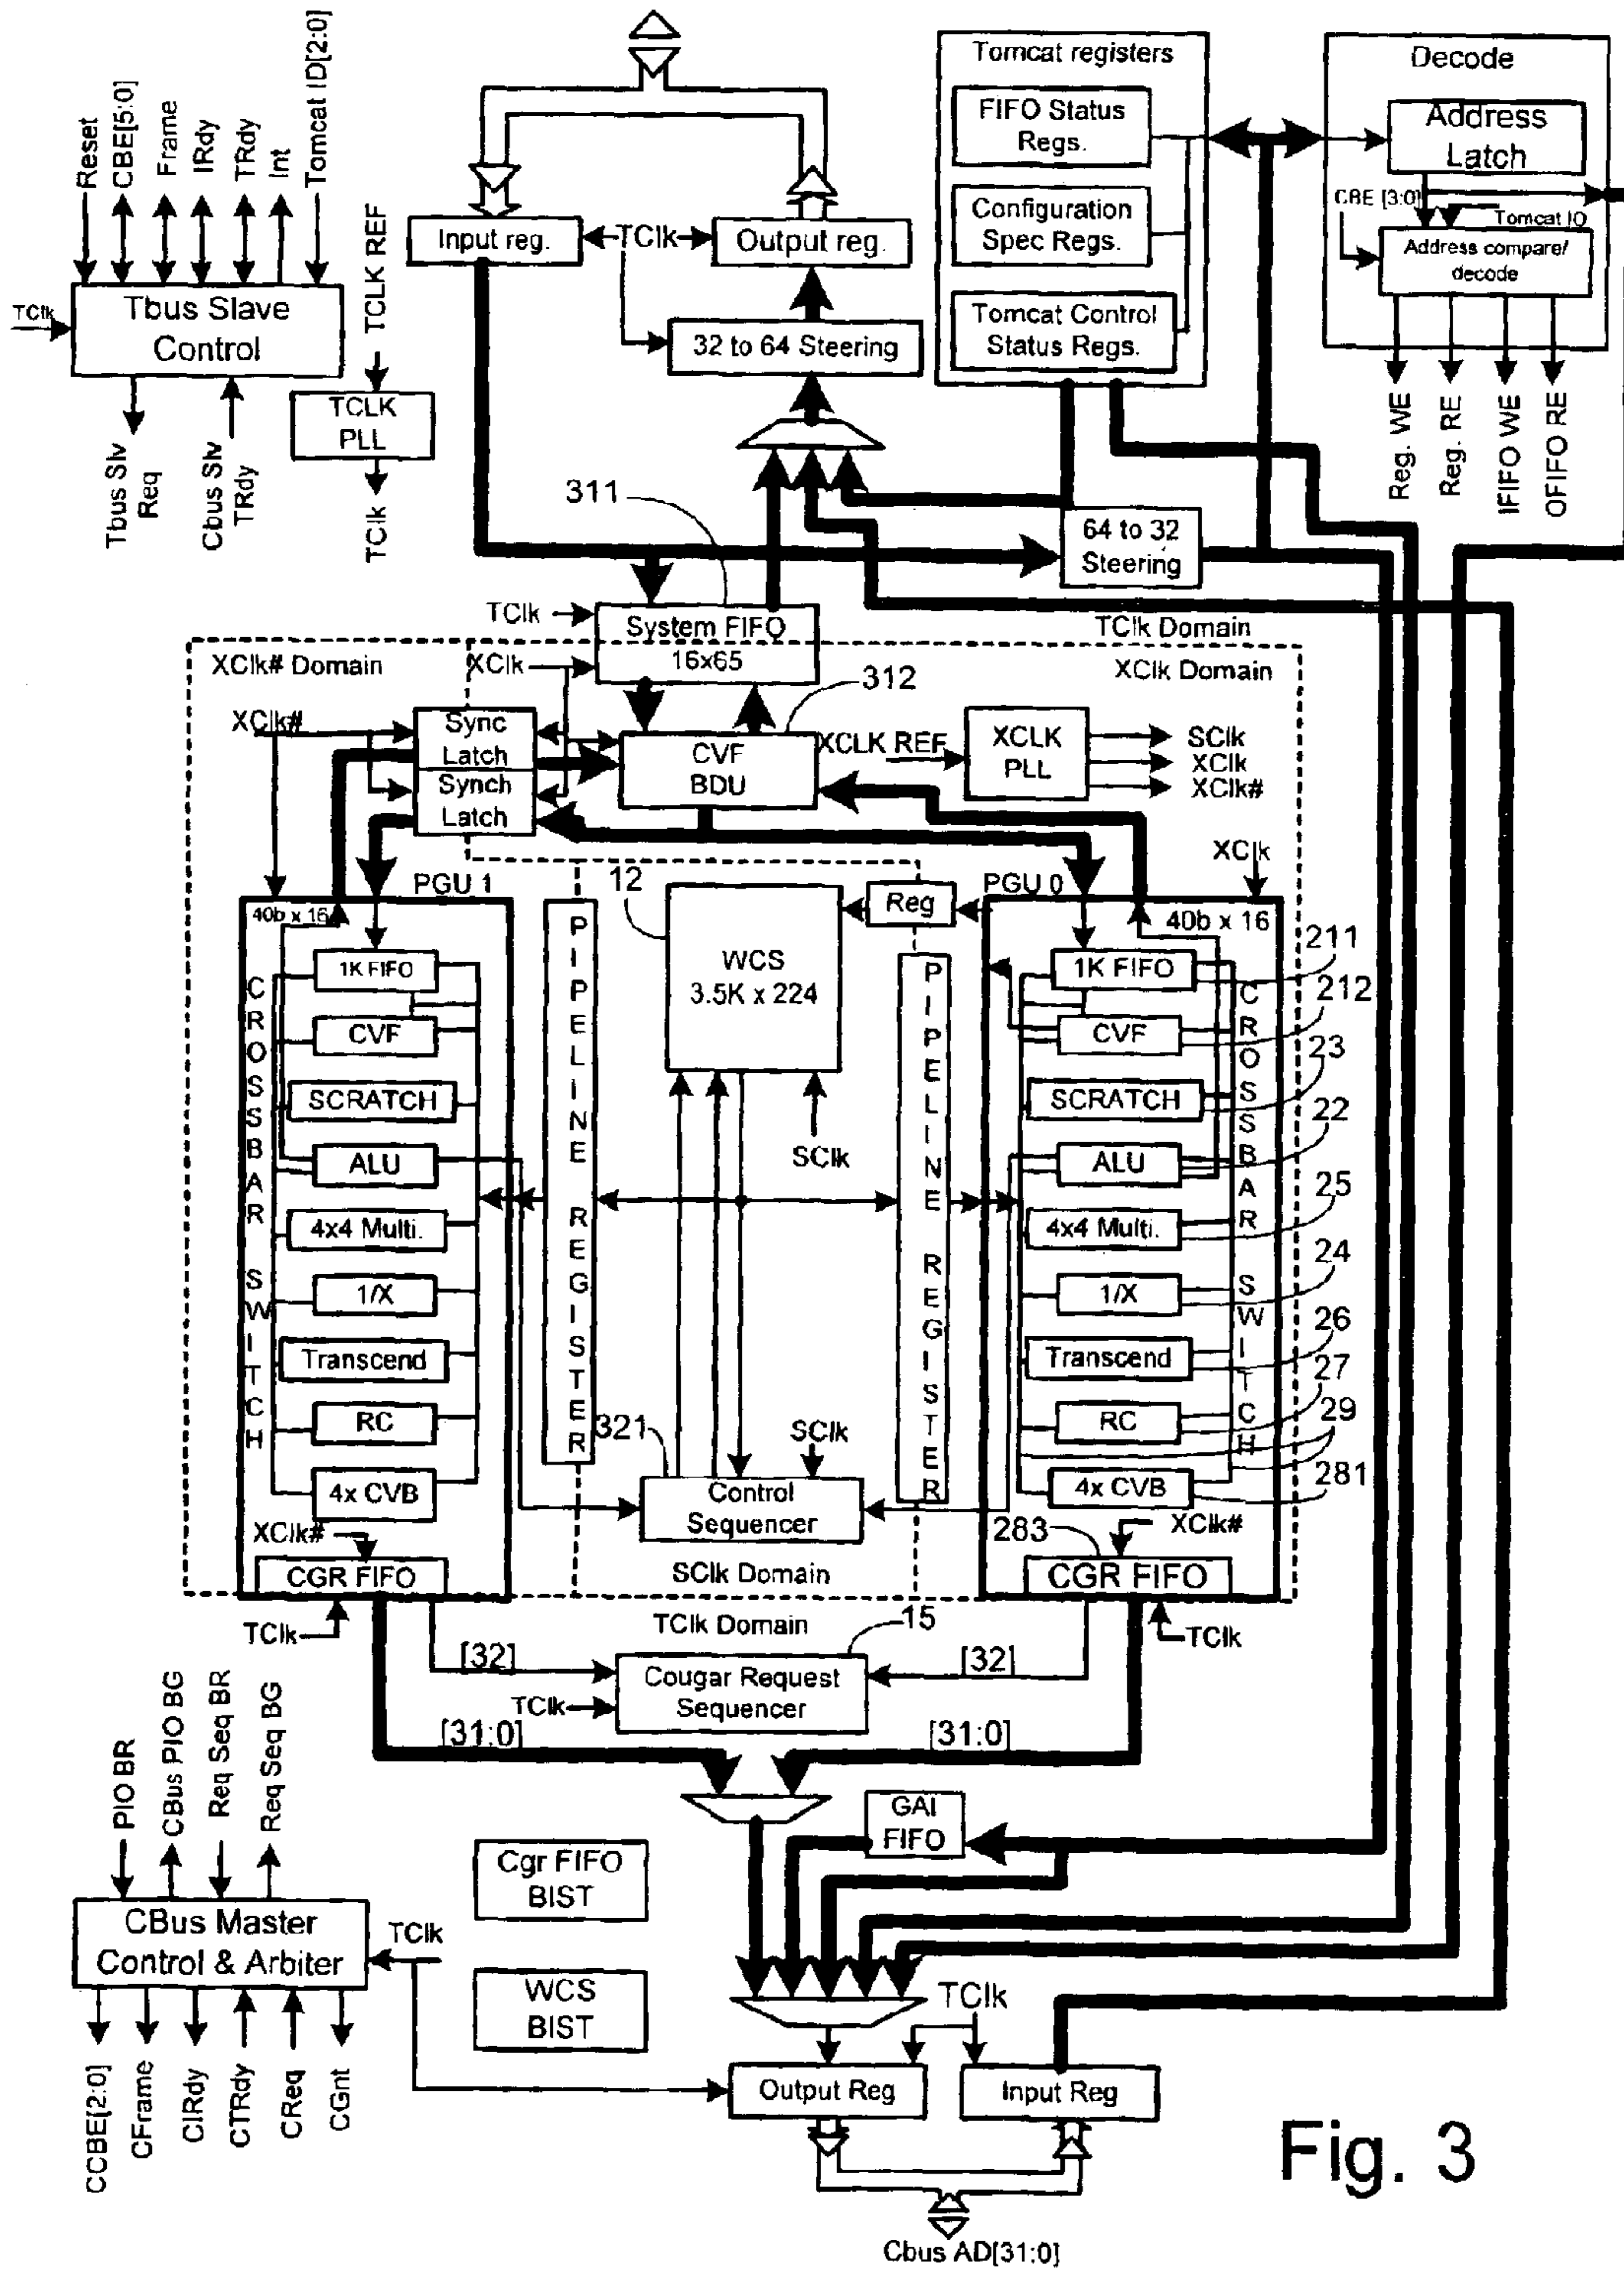 Reset
CBE[5:0]
Frame
IRdy
TRdy
Int
Tomcat ID[2:0]
TClk
Tbus Slave
Control
Tbus Slv
Req
Cbus Slv
TRdy
TCLK REF
TCLK
PLL
TClk
Input reg.
TClk
Output reg.
32 to 64 Steering
Tomcat registers
FIFO Status
Regs.
Configuration
Spec Regs.
Tomcat Control
Status Regs.
Decode
Address
Latch
CBE [3:0]
Tomcat IO
Address compare/
decode
Reg. WE
Reg. RE
IFIFO WE
OFIFO RE
311
64 to 32
Steering
TClk
System FIFO
16x65
TClk Domain
XClk# Domain
XClk
XClk Domain
312
XClk#
Sync
Latch
Synch
Latch
CVF
BDU
XCLK REF
XCLK
PLL
SClk
XClk
XClk#
XClk
PGU 1
12
Reg
PGU 0
40b x 16
40b x 16
WCS
3.5K x 224
SClk
CROSSBAR SWITCH
1K FIFO
CVF
SCRATCH
ALU
4x4 Multi.
1/X
Transcend
RC
4x CVB
XClk#
CGR FIFO
PIPELINE REGISTER
PIPELINE REGISTER
1K FIFO
CVF
SCRATCH
ALU
4x4 Multi.
1/X
Transcend
RC
4x CVB
XClk#
CGR FIFO
CROSSBAR SWITCH
211
212
23
22
25
24
26
27
29
281
283
321
SClk
Control
Sequencer
SClk Domain
TClk
TClk Domain
15
TClk
[32]
[32]
Cougar Request
Sequencer
TClk
[31:0]
[31:0]
PIO BR
CBus PIO BG
Req Seq BR
Req Seq BG
GAI
FIFO
Cgr FIFO
BIST
CBus Master
Control & Arbiter
TClk
WCS
BIST
TClk
CCBE[2:0]
CFrame
CIRdy
CTRdy
CReq
CGnt
Output Reg
Input Reg
Fig. 3
Cbus AD[31:0]